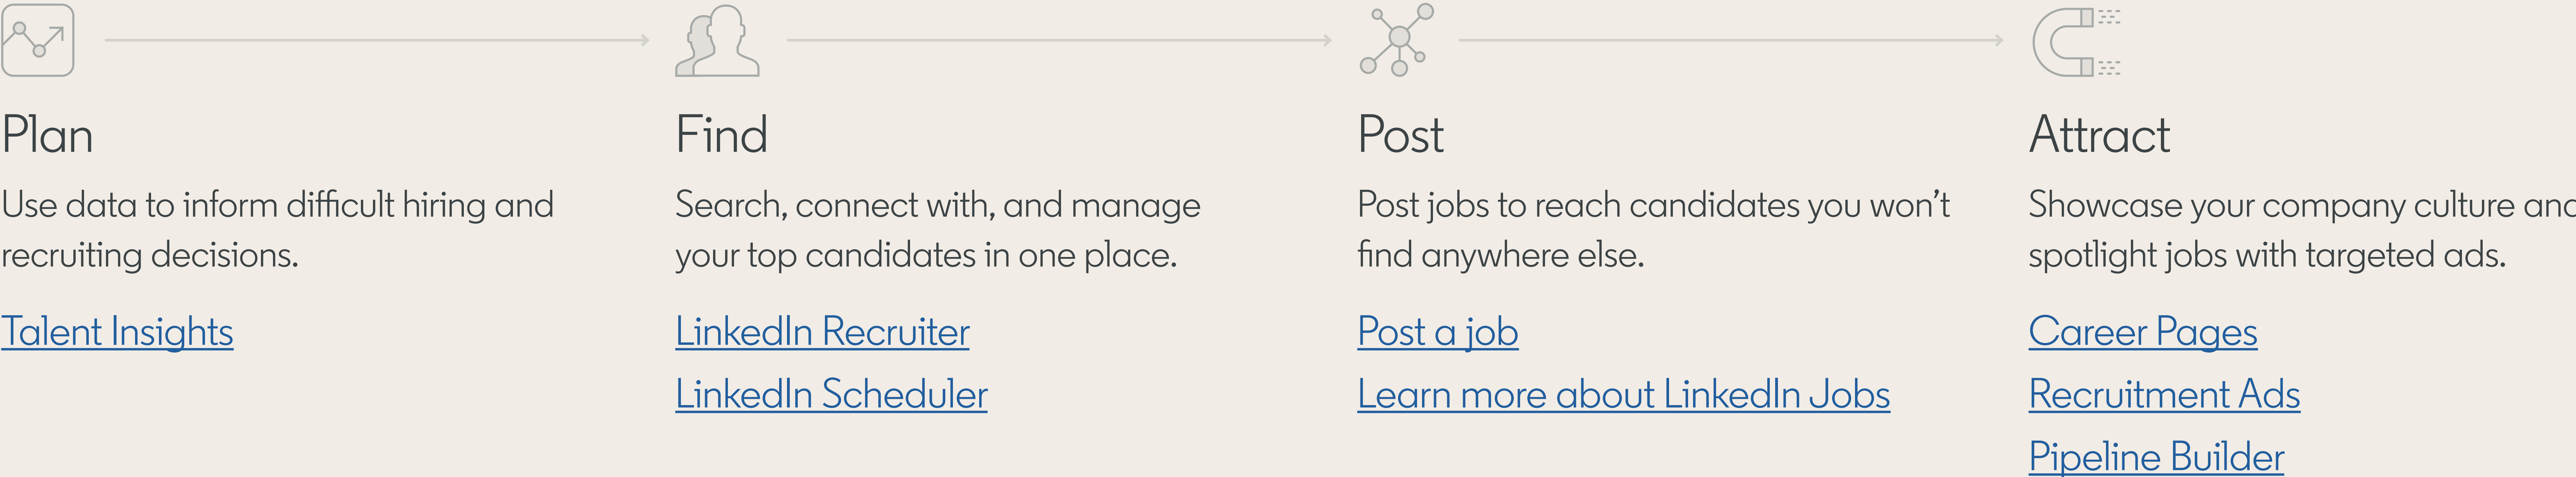 Plan
Use data to inform difficult hiring and
recruiting decisions.
Talent Insights
Find
Search, connect with, and manage
your top candidates in one place.
LinkedIn Recruiter
LinkedIn Scheduler
Post
Post jobs to reach candidates you won’t
find anywhere else.
Post a job
Learn more about LinkedIn Jobs
Attract
Showcase your company culture and
spotlight jobs with targeted ads.
Career Pages
Recruitment Ads
Pipeline Builder